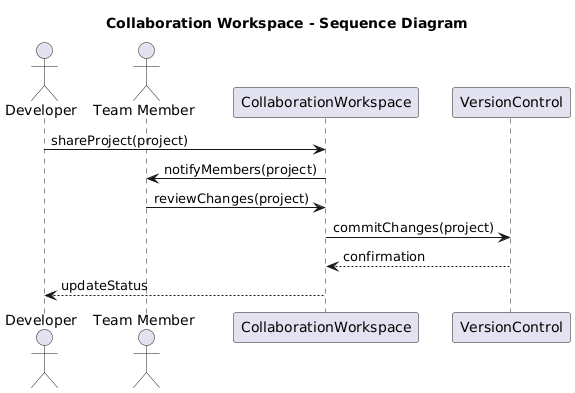 Collaboration Workspace - Sequence Diagram
Developer
Team Member
CollaborationWorkspace
VersionControl
shareProject(project)
notifyMembers(project)
reviewChanges(project)
commitChanges(project)
confirmation
updateStatus
Developer
Team Member
CollaborationWorkspace
VersionControl